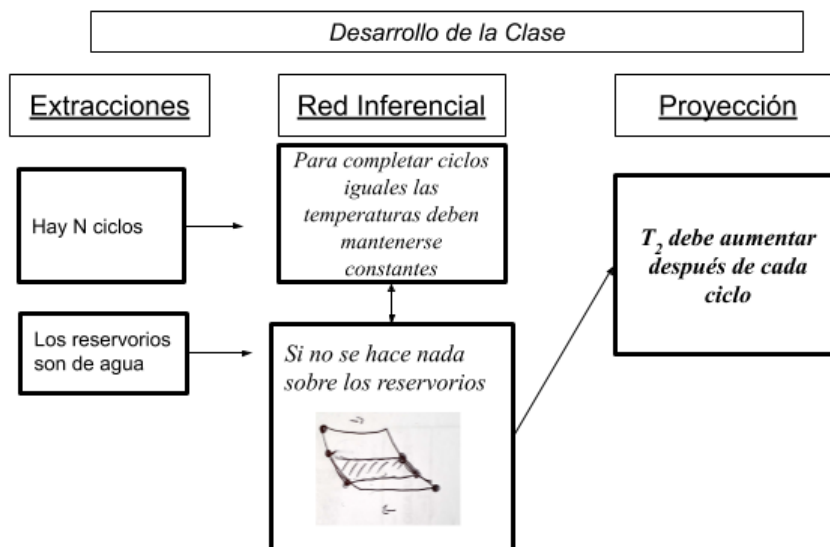 Desarrollo de la Clase
Extracciones
Red Inferencial
Proyección
Hay N ciclos
Para completar ciclos
iguales las
temperaturas deben
mantenerse
constantes
T2 debe aumentar
después de cada
ciclo
Los reservorios
son de agua
Si no se hace nada
sobre los reservorios